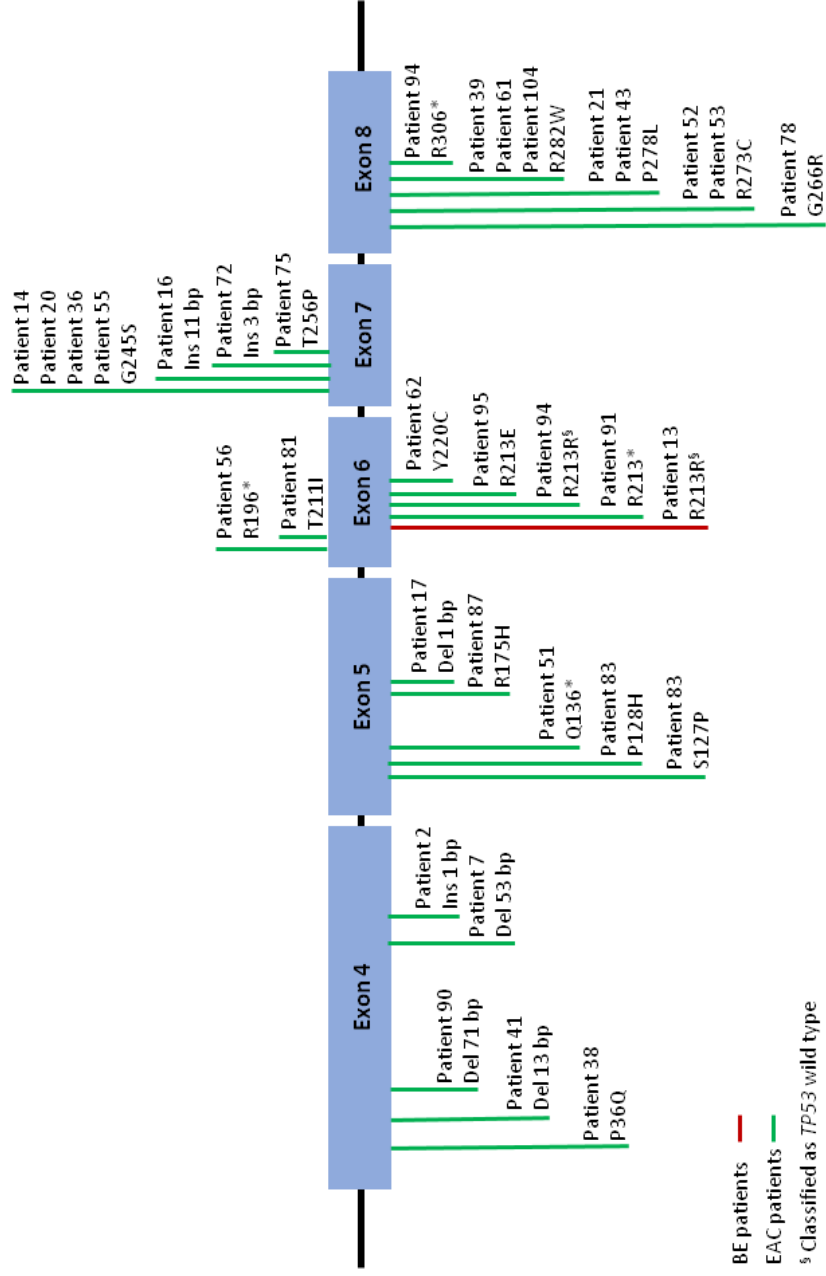 Patient 14
Patient 20
Patient 36
Patient 55
G245S
Patient 16
Ins 11 bp
Patient 72
Ins 3 bp
Patient 75
T256P
Patient 56
R196*
Patient 81
T211I
Exon 4
Exon 5
Exon 6
Exon 7
Exon 8
Patient 90
Del 71 bp
Patient 41
Del 13 bp
Patient 38
P36Q
Patient 2
Ins 1 bp
Patient 7
Del 53 bp
Patient 17
Del 1 bp
Patient 87
R175H
Patient 51
Q136*
Patient 83
P128H
Patient 83
S127P
Patient 62
Y220C
Patient 95
R213E
Patient 94
R213R§
Patient 91
R213*
Patient 13
R213R§
Patient 94
R306*
Patient 39
Patient 61
Patient 104
R282W
Patient 21
Patient 43
P278L
Patient 52
Patient 53
R273C
Patient 78
G266R
BE patients
EAC patients
§ Classified as TP53 wild type